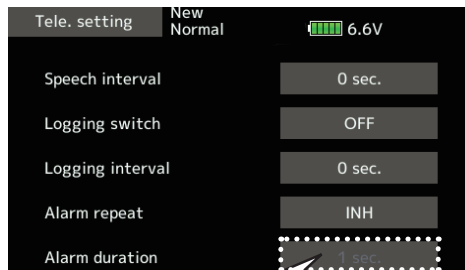 Tele. setting New
Normal
6.6V
Speech interval 0 sec.
Logging switch OFF
Logging interval 0 sec.
Alarm repeat INH
Alarm duration 1 sec.